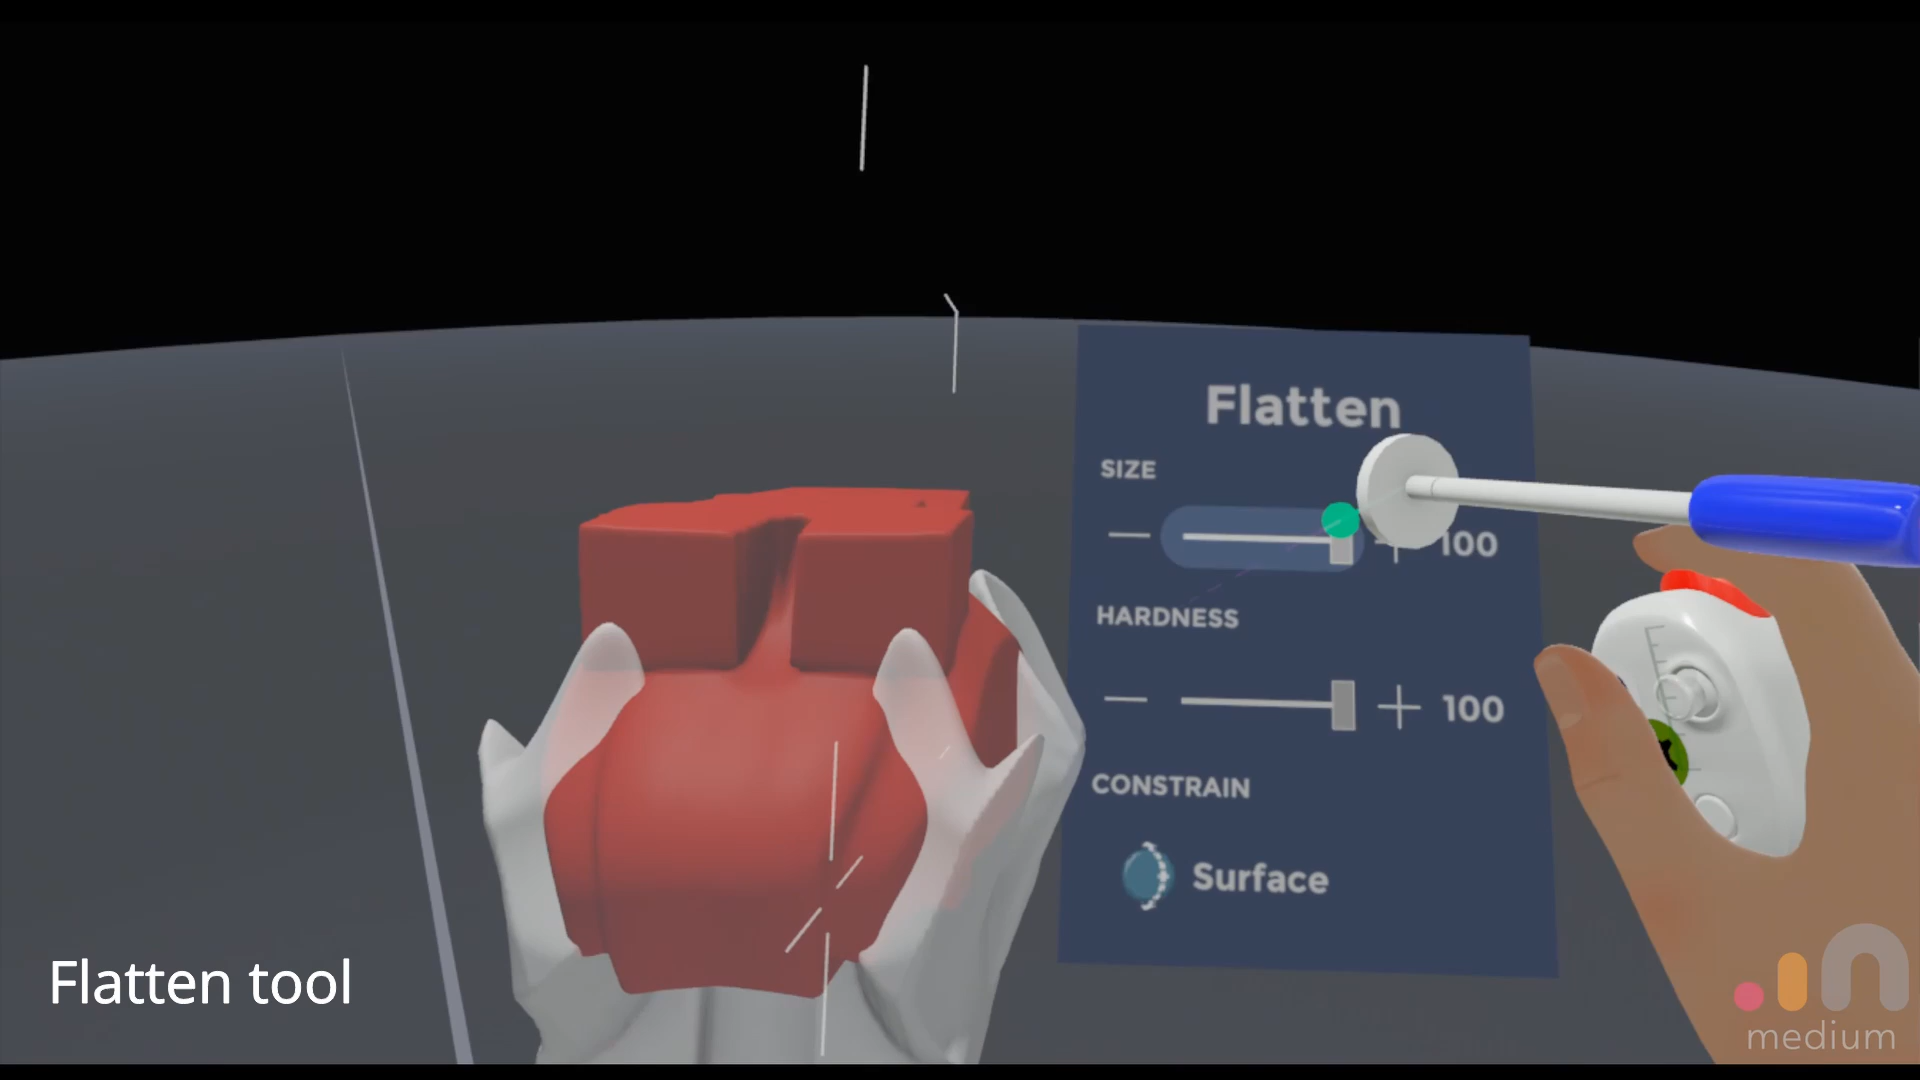 Flatten
SIZE
100
HARDNESS
100
CONSTRAIN
Surface
Flatten tool
medium